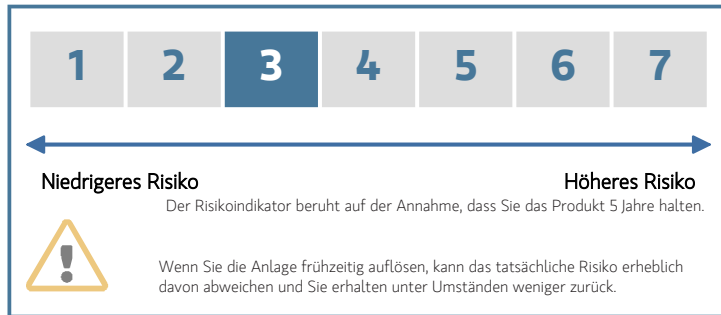 1 2 3 4 5 6 7
Niedrigeres Risiko Höheres Risiko
Der Risikoindikator beruht auf der Annahme, dass Sie das Produkt 5 Jahre halten.
Wenn Sie die Anlage frühzeitig auflösen, kann das tatsächliche Risiko erheblich
davon abweichen und Sie erhalten unter Umständen weniger zurück.